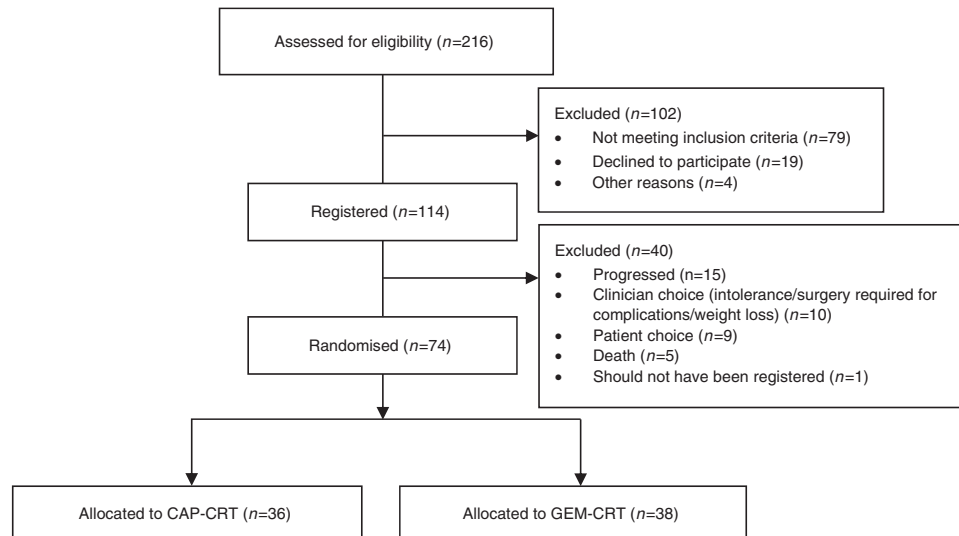 Assessed for eligibility (n=216)
Excluded (n=102)
• Not meeting inclusion criteria (n=79)
• Declined to participate (n=19)
• Other reasons (n=4)
Registered (n=114)
Excluded (n=40)
• Progressed (n=15)
• Clinician choice (intolerance/surgery required for
complications/weight loss) (n=10)
• Patient choice (n=9)
• Death (n=5)
• Should not have been registered (n=1)
Randomised (n=74)
Allocated to CAP-CRT (n=36)
Allocated to GEM-CRT (n=38)